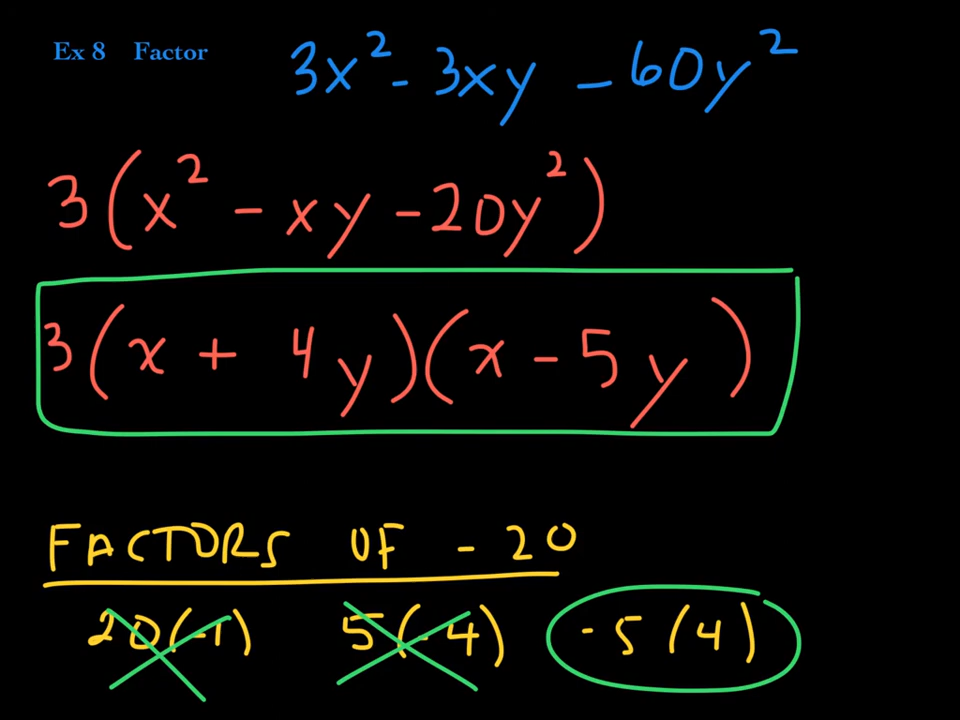 Ex 8 Factor 3x² - 3xy - 60y²
3(x² - xy - 20y²)
3(x + 4y)(x - 5y)
FACTORS OF - 20
20(-1) 5(-4) -5(4)